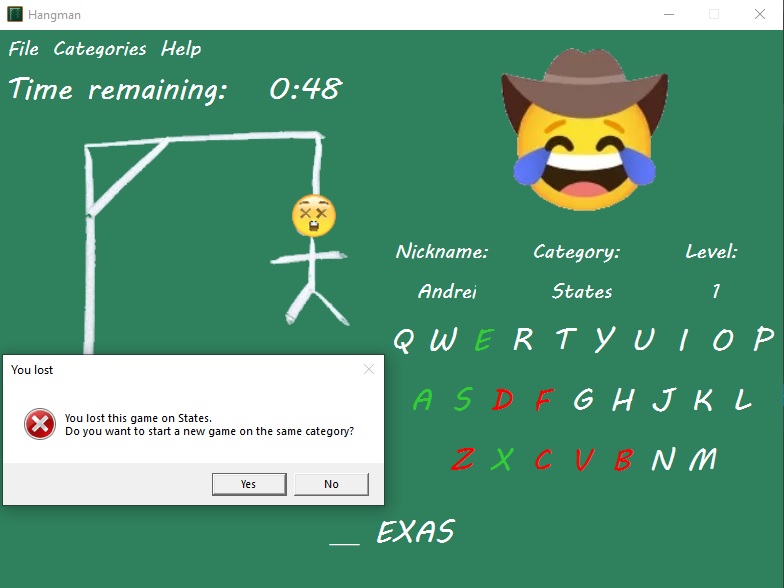 Hangman
File Categories Help
Time remaining: 0:48
Nickname: Category: Level:
Andrei States 1
Q W E R T Y U I O P
A S D F G H J K L
Z X C V B N M
__ EXAS
You lost
You lost this game on States.
Do you want to start a new game on the same category?
Yes No